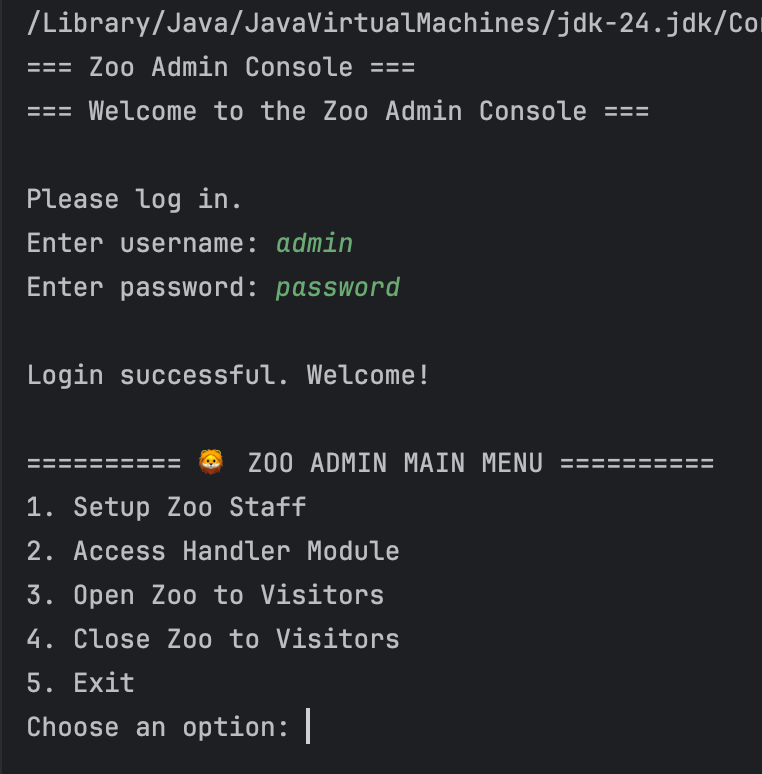 /Library/Java/JavaVirtualMachines/jdk-24.jdk/Con
=== Zoo Admin Console ===
=== Welcome to the Zoo Admin Console ===
Please log in.
Enter username: admin
Enter password: password
Login successful. Welcome!
========== 🦁 ZOO ADMIN MAIN MENU ==========
1. Setup Zoo Staff
2. Access Handler Module
3. Open Zoo to Visitors
4. Close Zoo to Visitors
5. Exit
Choose an option: